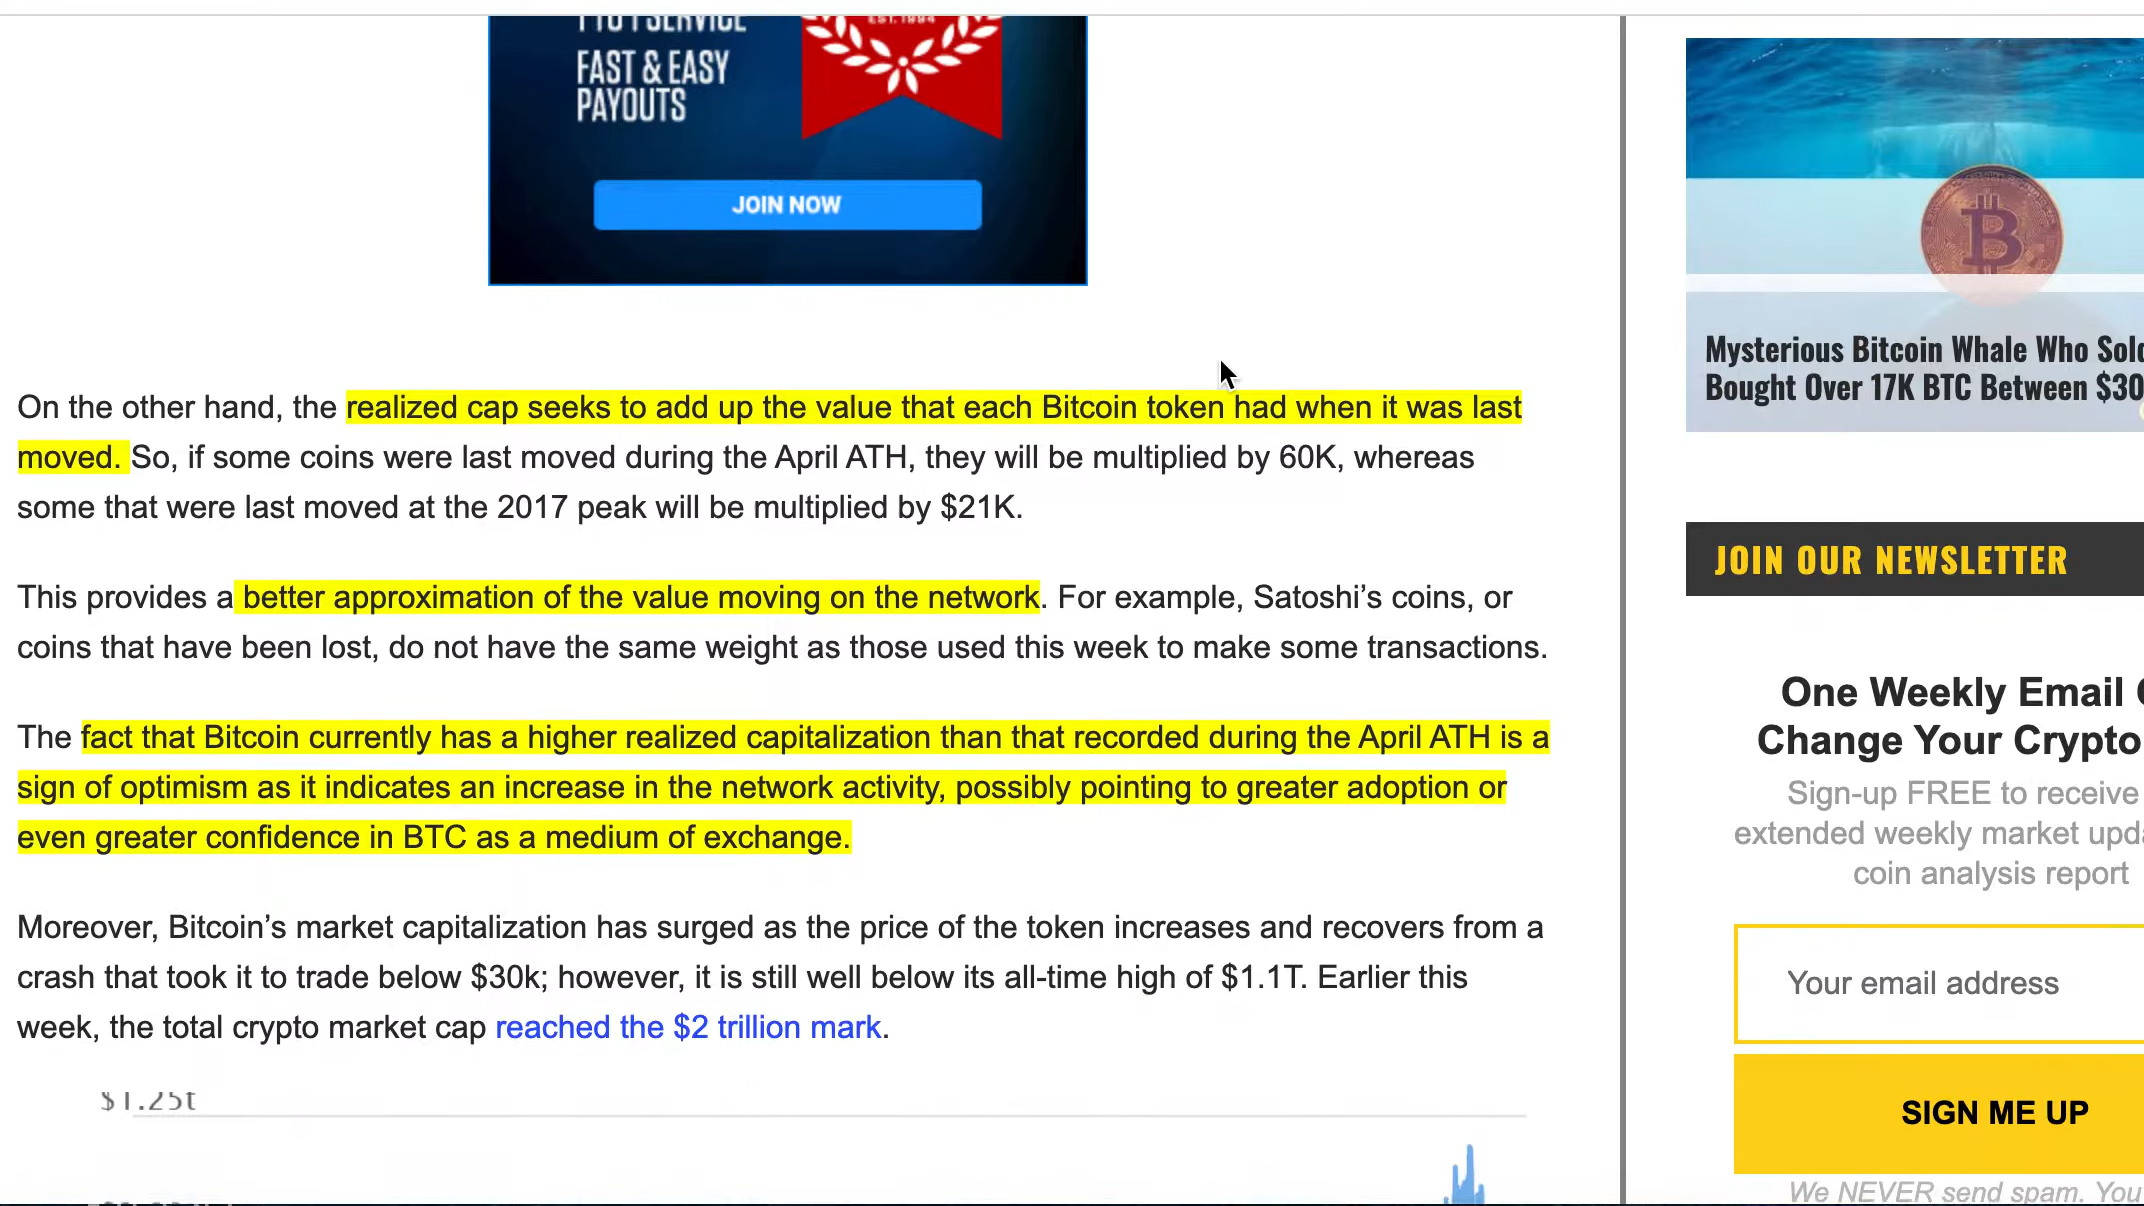 FAST & EASY
PAYOUTS
EST.1994
JOIN NOW
On the other hand, the realized cap seeks to add up the value that each Bitcoin token had when it was last
moved. So, if some coins were last moved during the April ATH, they will be multiplied by 60K, whereas
some that were last moved at the 2017 peak will be multiplied by $21K.
This provides a better approximation of the value moving on the network. For example, Satoshi’s coins, or
coins that have been lost, do not have the same weight as those used this week to make some transactions.
The fact that Bitcoin currently has a higher realized capitalization than that recorded during the April ATH is a
sign of optimism as it indicates an increase in the network activity, possibly pointing to greater adoption or
even greater confidence in BTC as a medium of exchange.
Moreover, Bitcoin’s market capitalization has surged as the price of the token increases and recovers from a
crash that took it to trade below $30k; however, it is still well below its all-time high of $1.1T. Earlier this
week, the total crypto market cap reached the $2 trillion mark.
$1.25t
Mysterious Bitcoin Whale Who Sold
Bought Over 17K BTC Between $30
JOIN OUR NEWSLETTER
One Weekly Email
Change Your Crypto
Sign-up FREE to receive
extended weekly market
coin analysis report
Your email address
SIGN ME UP
We NEVER send spam. You